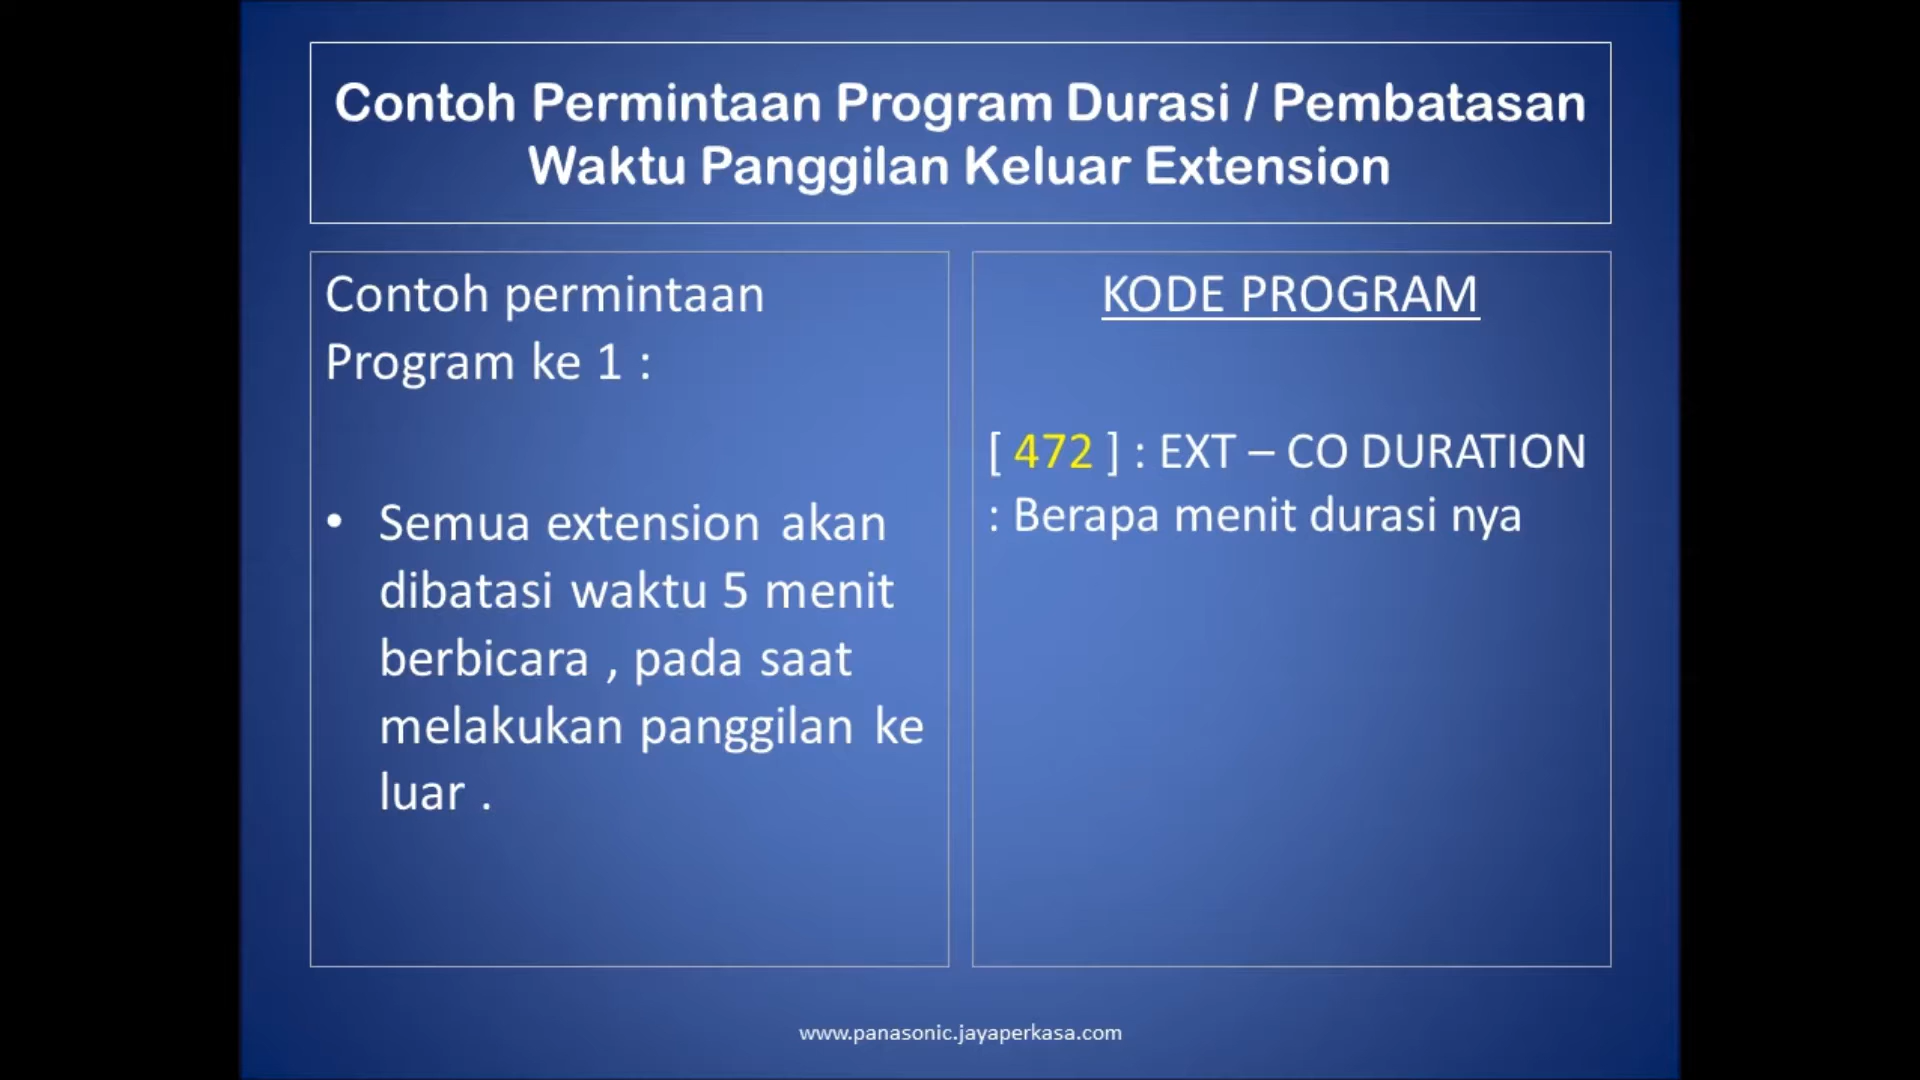 Contoh Permintaan Program Durasi / Pembatasan
Waktu Panggilan Keluar Extension
Contoh permintaan
Program ke 1 :
• Semua extension akan
dibatasi waktu 5 menit
berbicara , pada saat
melakukan panggilan ke
luar .
KODE PROGRAM
[ 472 ] : EXT – CO DURATION
: Berapa menit durasi nya
www.panasonic.jayaperkasa.com